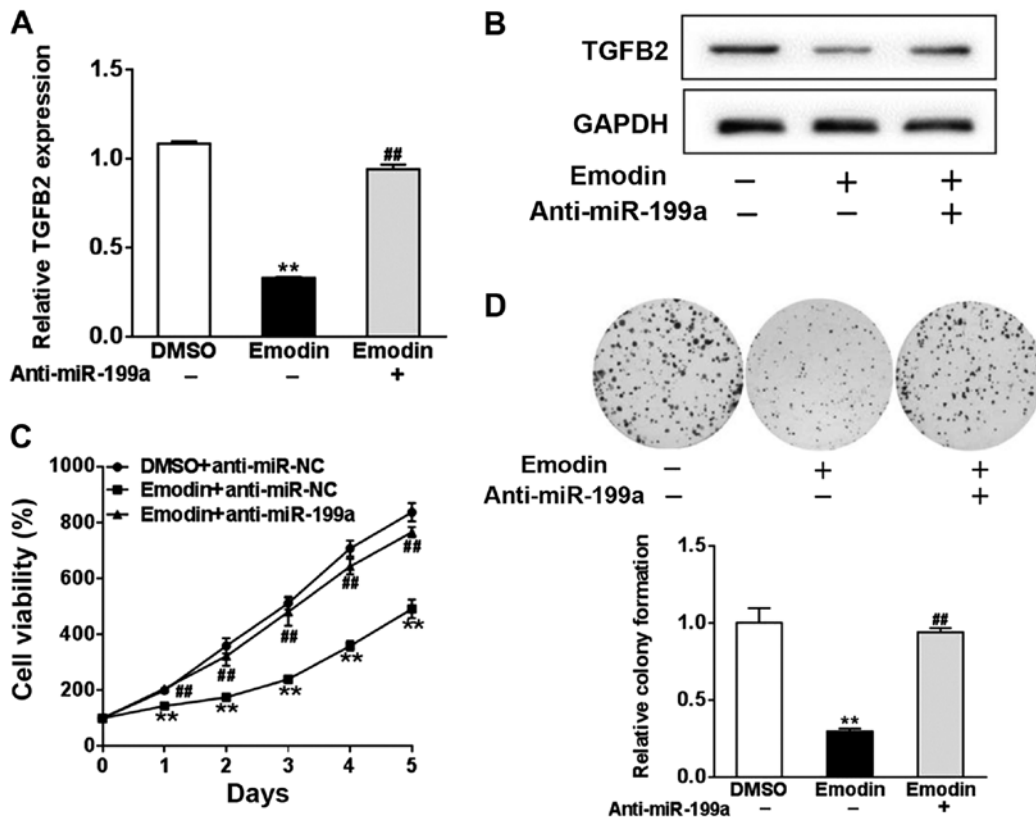 A
Relative TGFB2 expression
1.5
1.0
0.5
0.0
**
##
DMSO Emodin Emodin
Anti-miR-199a – – +
B
TGFB2
GAPDH
Emodin – + +
Anti-miR-199a – – +
C
Cell viability (%)
1000
800
600
400
200
0
DMSO+anti-miR-NC
Emodin+anti-miR-NC
Emodin+anti-miR-199a
## ## ## ## ##
** ** ** ** **
0 1 2 3 4 5
Days
D
Emodin – + +
Anti-miR-199a – – +
Relative colony formation
1.5
1.0
0.5
0.0
**
##
DMSO Emodin Emodin
Anti-miR-199a – – +